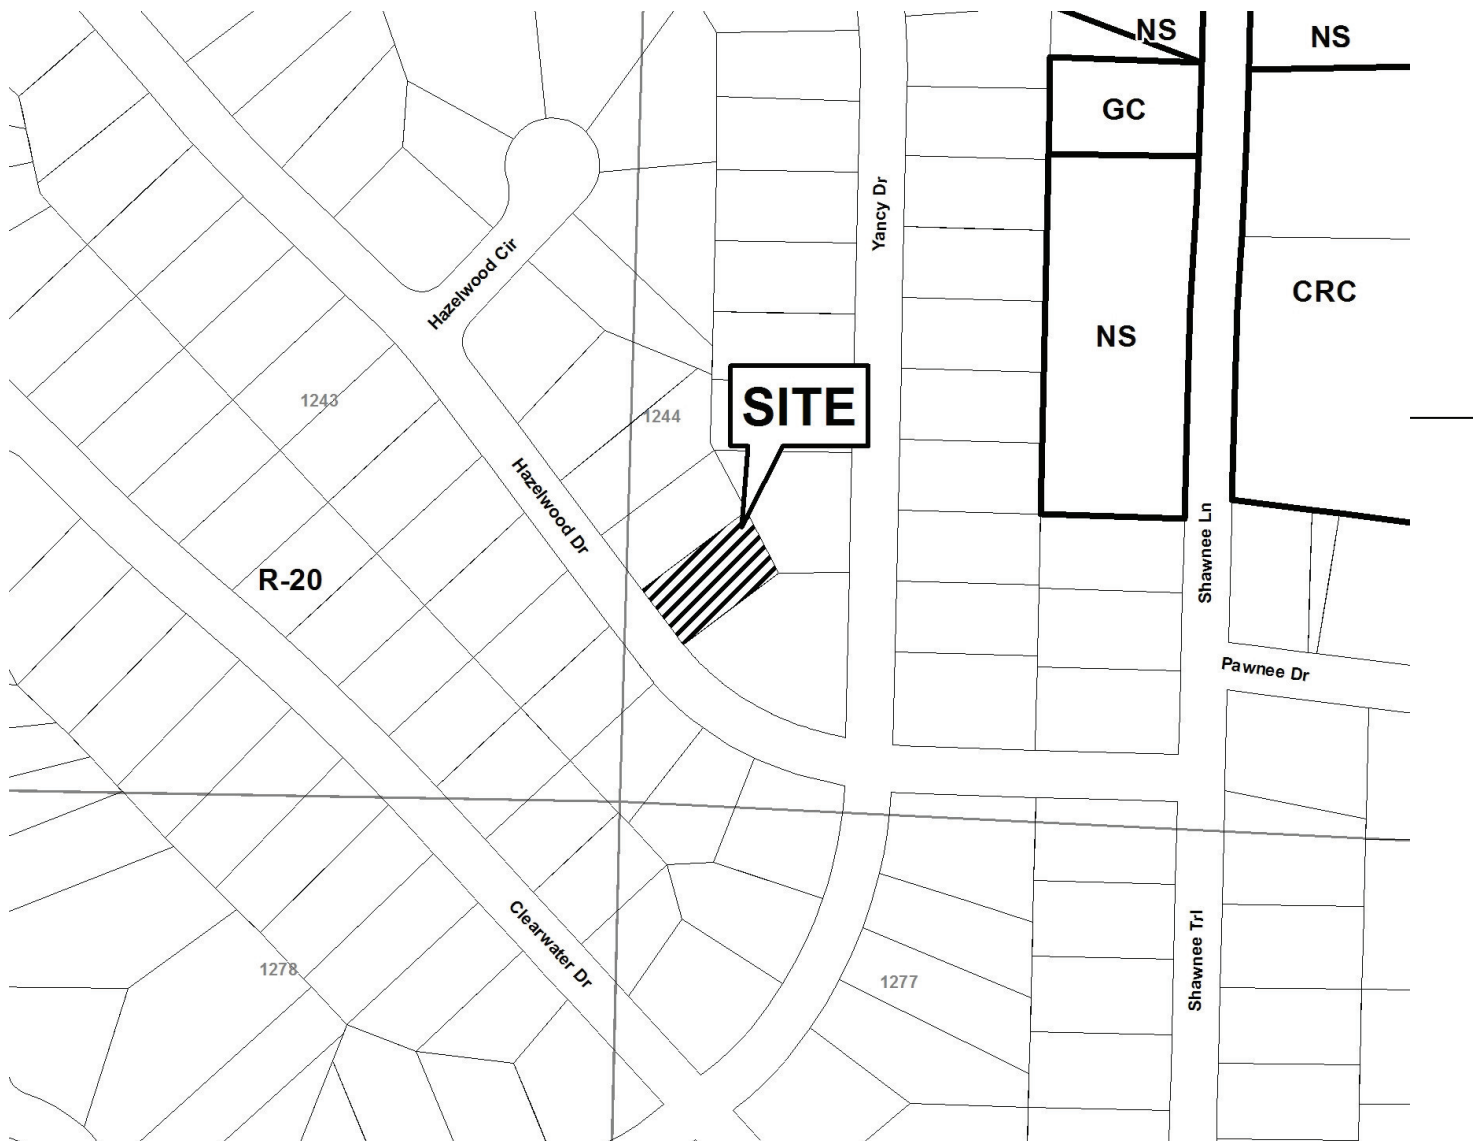 NS
NS
GC
Yancy Dr
Hazelwood Cir
CRC
NS
1243
1244
SITE
Hazelwood Dr
R-20
Shawnee Ln
Pawnee Dr
Clearwater Dr
1278
1277
Shawnee Trl